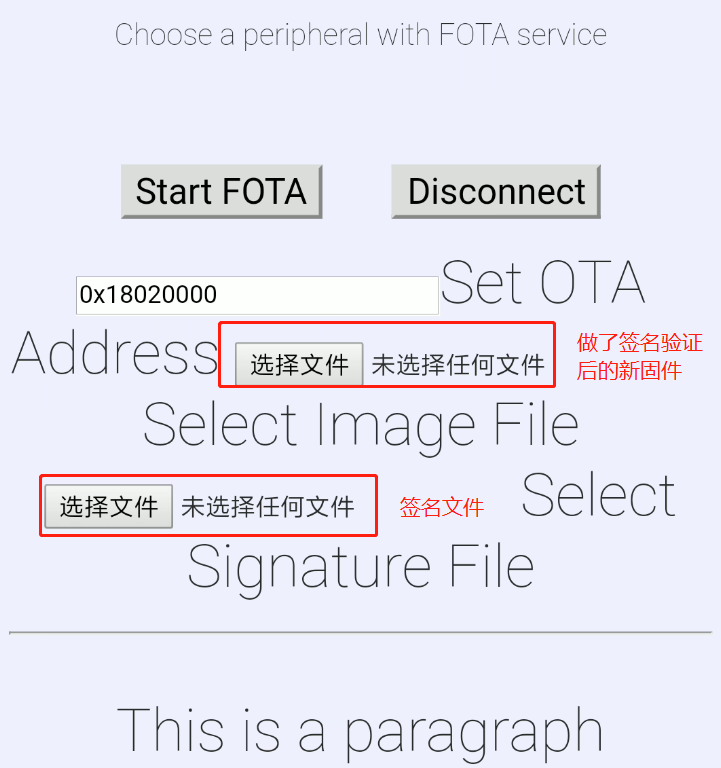 Choose a peripheral with FOTA service
Start FOTA Disconnect
0x18020000 Set OTA
Address 选择文件 未选择任何文件 做了签名验证
后的新固件
Select Image File
选择文件 未选择任何文件 签名文件 Select
Signature File
This is a paragraph